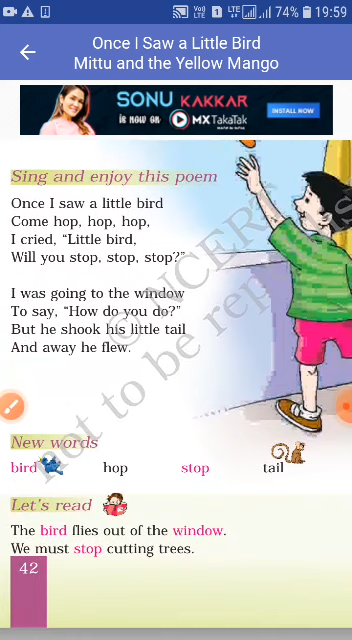 19:59
74%
Once I Saw a Little Bird
Mittu and the Yellow Mango
SONU KAKKAR
is now on MXTakaTak
INSTALL NOW
Sing and enjoy this poem
Once I saw a little bird
Come hop, hop, hop,
I cried, “Little bird,
Will you stop, stop, stop?”
I was going to the window
To say, “How do you do?”
But he shook his little tail
And away he flew.
© NCERT
not to be republis
New words
bird hop stop tail
Let's read
The bird flies out of the window.
We must stop cutting trees.
42